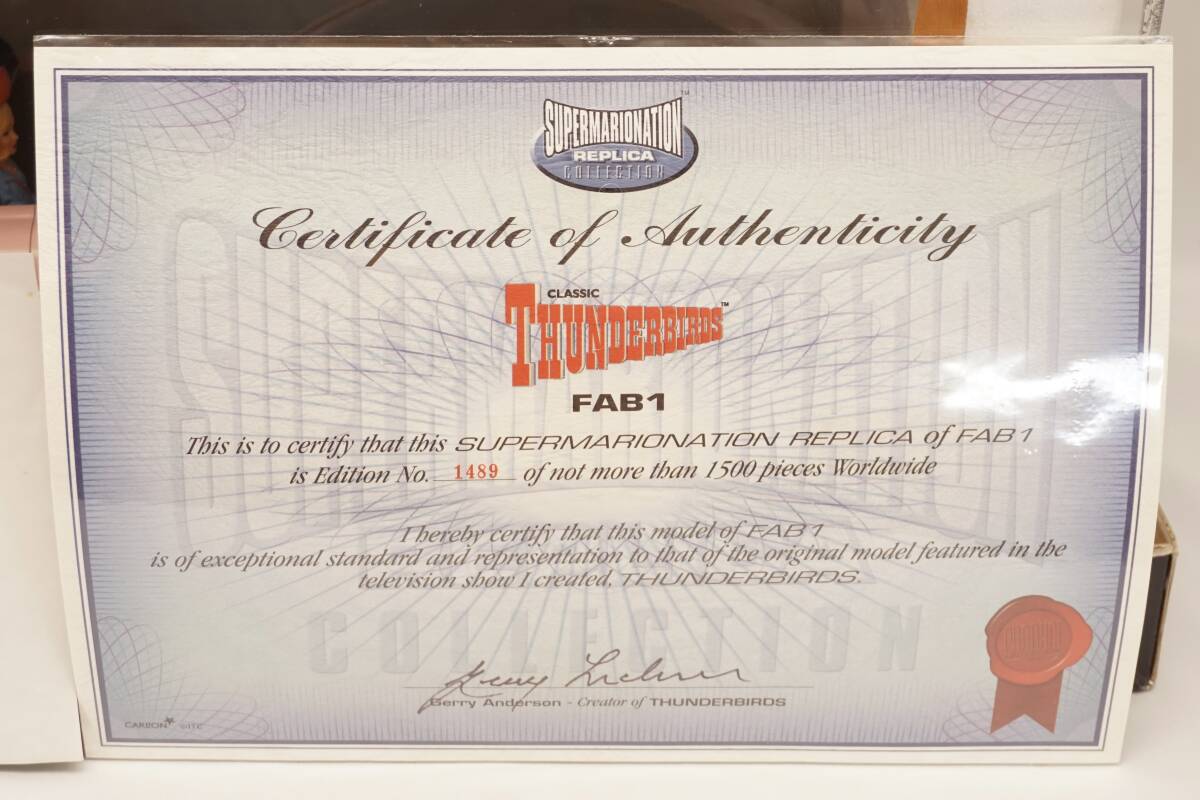 SUPERMARIONATION™
REPLICA
COLLECTION
Certificate of Authenticity
CLASSIC
THUNDERBIRDS™
FAB1
This is to certify that this SUPERMARIONATION REPLICA of FAB1
is Edition No. 1489 of not more than 1500 pieces Worldwide
I hereby certify that this model of FAB1
is of exceptional standard and representation to that of the original model featured in the
television show I created, THUNDERBIRDS.
COLLECTION
Gerry Anderson - Creator of THUNDERBIRDS
CARLTON ©ITC